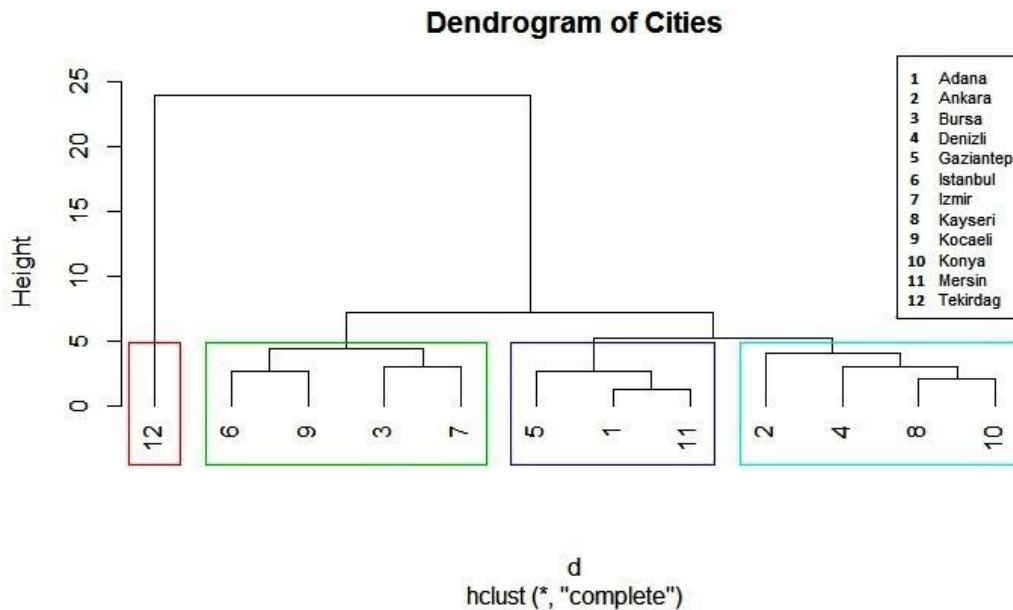 Dendrogram of Cities
Height
25
20
15
10
5
0
12
6
9
3
7
5
1
11
2
4
8
10
1 Adana
2 Ankara
3 Bursa
4 Denizli
5 Gaziantep
6 Istanbul
7 Izmir
8 Kayseri
9 Kocaeli
10 Konya
11 Mersin
12 Tekirdag
d
hclust (*, "complete")